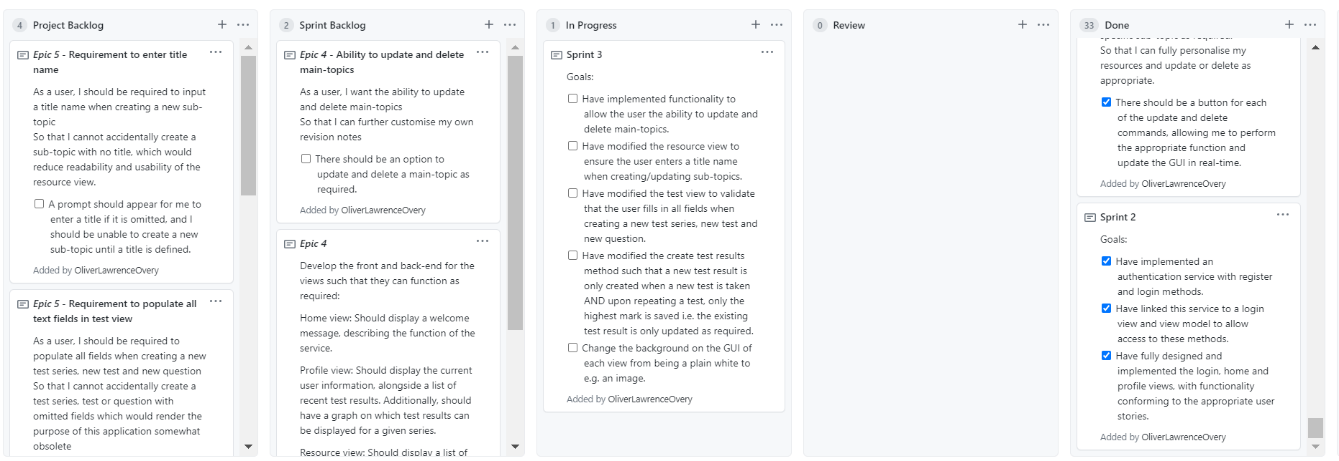 4 Project Backlog
Epic 5 - Requirement to enter title
name
As a user, I should be required to input
a title name when creating a new sub-
topic
So that I cannot accidentally create a
sub-topic with no title, which would
reduce readability and usability of the
resource view.
A prompt should appear for me to
enter a title if it is omitted, and I
should be unable to create a new
sub-topic until a title is defined.
Added by OliverLawrenceOvery
Epic 5 - Requirement to populate all
text fields in test view
As a user, I should be required to
populate all fields when creating a new
test series, new test and new question
So that I cannot accidentally create a
test series, test or question with
omitted fields which would render the
purpose of this application somewhat
obsolete
2 Sprint Backlog
Epic 4 - Ability to update and delete
main-topics
As a user, I want the ability to update
and delete main-topics
So that I can further customise my own
revision notes
There should be an option to
update and delete a main-topic as
required.
Added by OliverLawrenceOvery
Epic 4
Develop the front and back-end for the
views such that they can function as
required:
Home view: Should display a welcome
message, describing the function of the
service.
Profile view: Should display the current
user information, alongside a list of
recent test results. Additionally, should
have a graph on which test results can
be displayed for a given series.
Resource view: Should display a list of
1 In Progress
Sprint 3
Goals:
Have implemented functionality to
allow the user the ability to update and
delete main-topics.
Have modified the resource view to
ensure the user enters a title name
when creating/updating sub-topics.
Have modified the test view to validate
that the user fills in all fields when
creating a new test series, new test and
new question.
Have modified the create test results
method such that a new test result is
only created when a new test is taken
AND upon repeating a test, only the
highest mark is saved i.e. the existing
test result is only updated as required.
Change the background on the GUI of
each view from being a plain white to
e.g. an image.
Added by OliverLawrenceOvery
0 Review
33 Done
So that I can fully personalise my
resources and update or delete as
appropriate.
There should be a button for each
of the update and delete
commands, allowing me to perform
the appropriate function and
update the GUI in real-time.
Added by OliverLawrenceOvery
Sprint 2
Goals:
Have implemented an
authentication service with register
and login methods.
Have linked this service to a login
view and view model to allow
access to these methods.
Have fully designed and
implemented the login, home and
profile views, with functionality
conforming to the appropriate user
stories.
Added by OliverLawrenceOvery